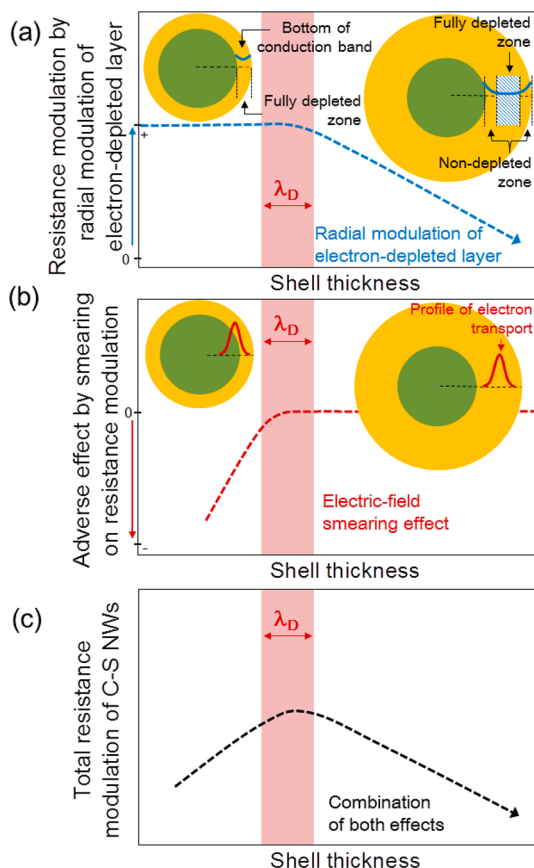 (a)
Resistance modulation by
radial modulation of
electron-depleted layer
+
0
Bottom of
conduction band
Fully depleted
zone
Fully depleted
zone
Non-depleted
zone
λD
Radial modulation of
electron-depleted layer
Shell thickness
(b)
Adverse effect by smearing
on resistance modulation
0
-
λD
Profile of electron
transport
Electric-field
smearing effect
Shell thickness
(c)
Total resistance
modulation of C-S NWs
λD
Combination
of both effects
Shell thickness